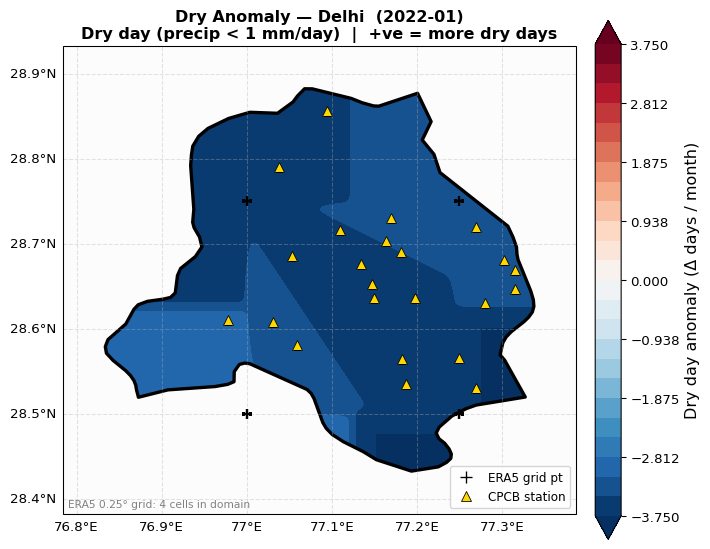 Dry Anomaly — Delhi  (2022-01)
Dry day (precip < 1 mm/day)  |  +ve = more dry days
28.9°N
28.8°N
28.7°N
28.6°N
28.5°N
28.4°N
76.8°E
76.9°E
77°E
77.1°E
77.2°E
77.3°E
ERA5 0.25° grid: 4 cells in domain
ERA5 grid pt
CPCB station
3.750
2.812
1.875
0.938
0.000
−0.938
−1.875
−2.812
−3.750
Dry day anomaly (Δ days / month)